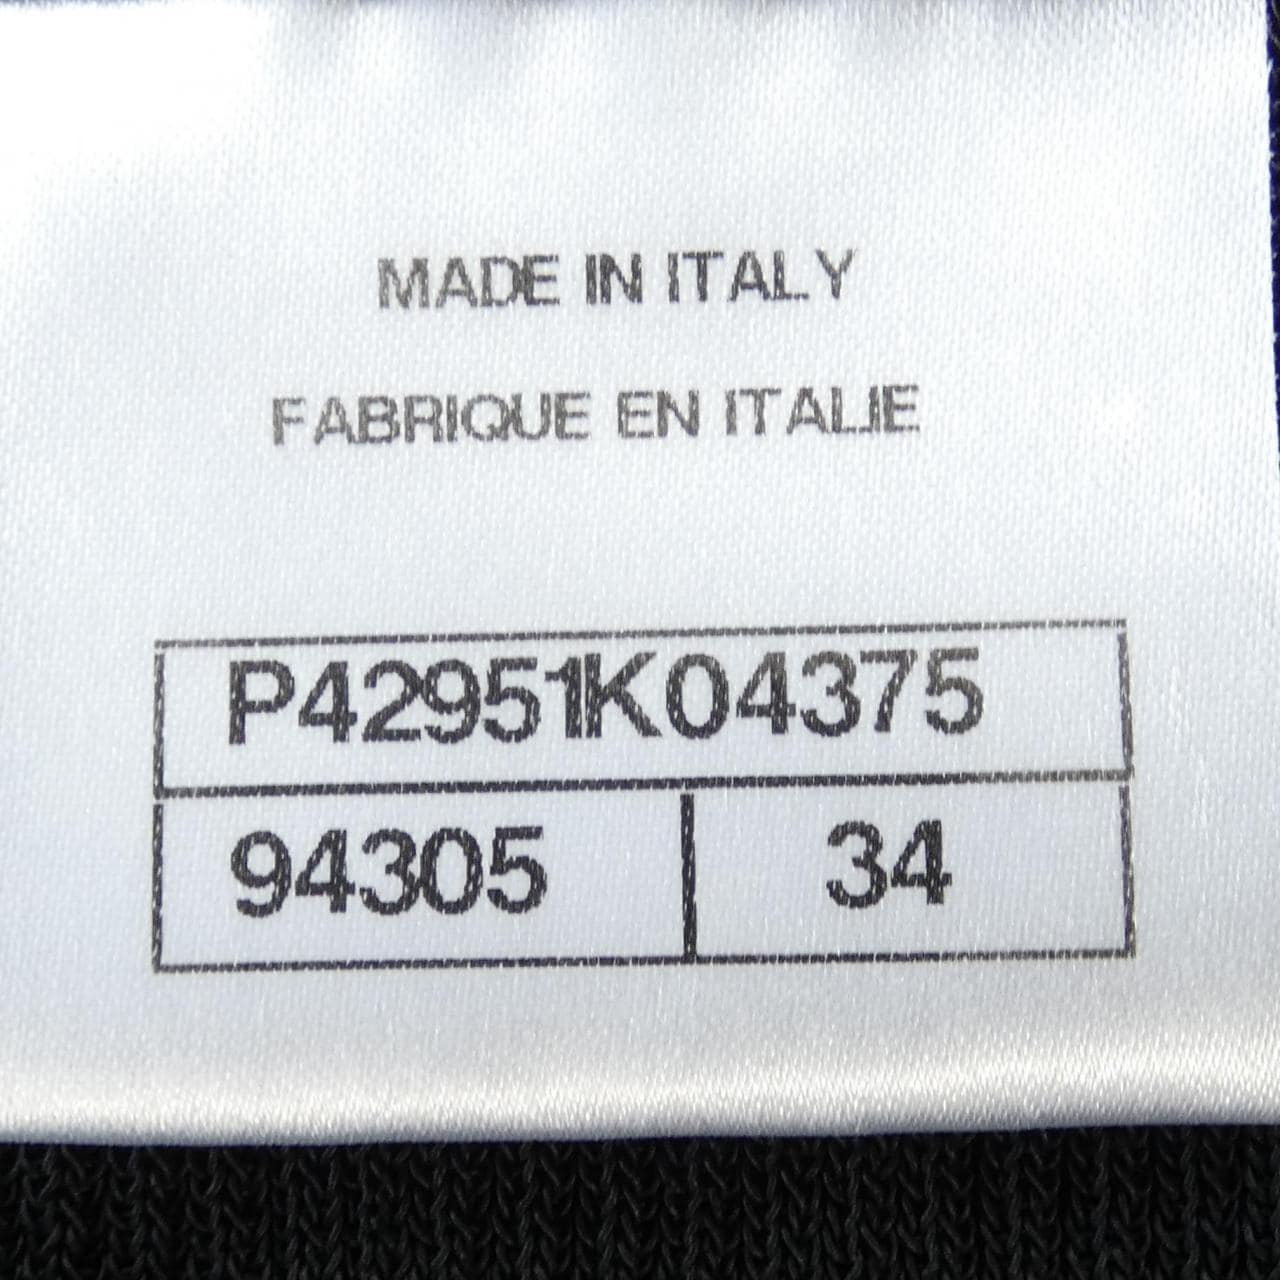 MADE IN ITALY
FABRIQUE EN ITALIE
P42951K04375
94305 34